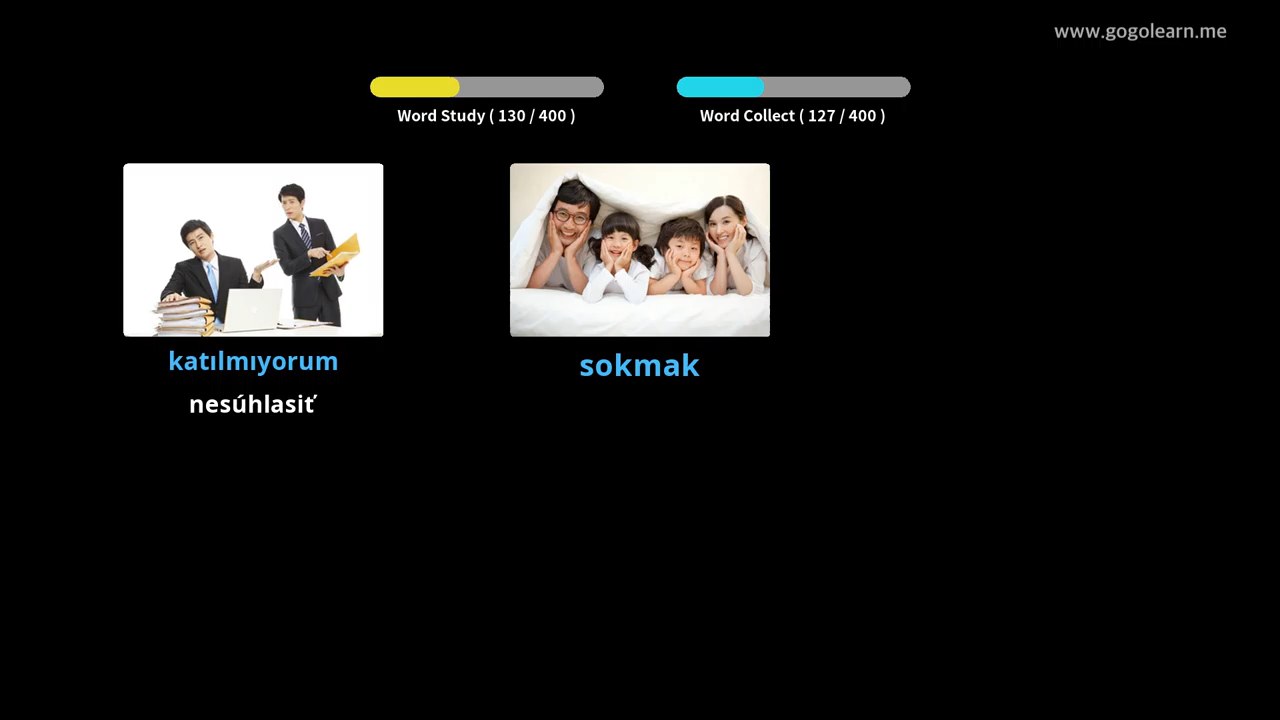 www.gogolearn.me
Word Study ( 130 / 400 )
Word Collect ( 127 / 400 )
katılmıyorum
nesúhlasiť
sokmak